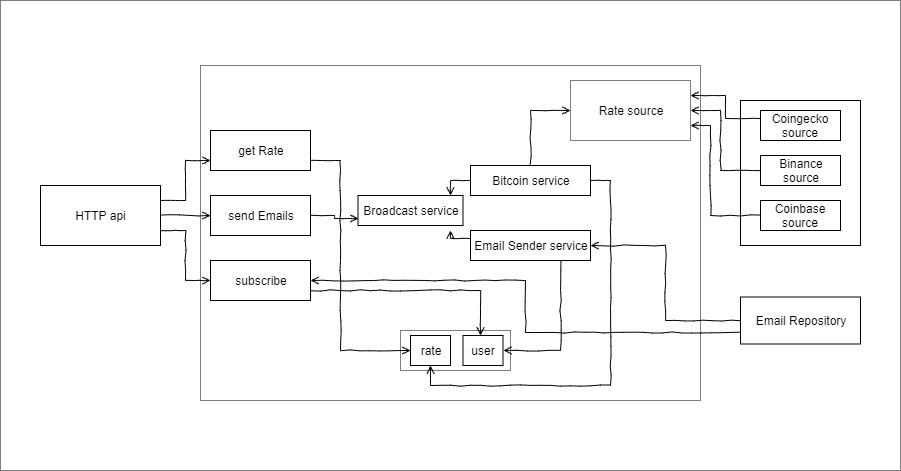 Rate source
Coingecko
source
get Rate
Binance
source
Bitcoin service
HTTP api
send Emails
Broadcast service
Coinbase
source
Email Sender service
subscribe
Email Repository
rate
user